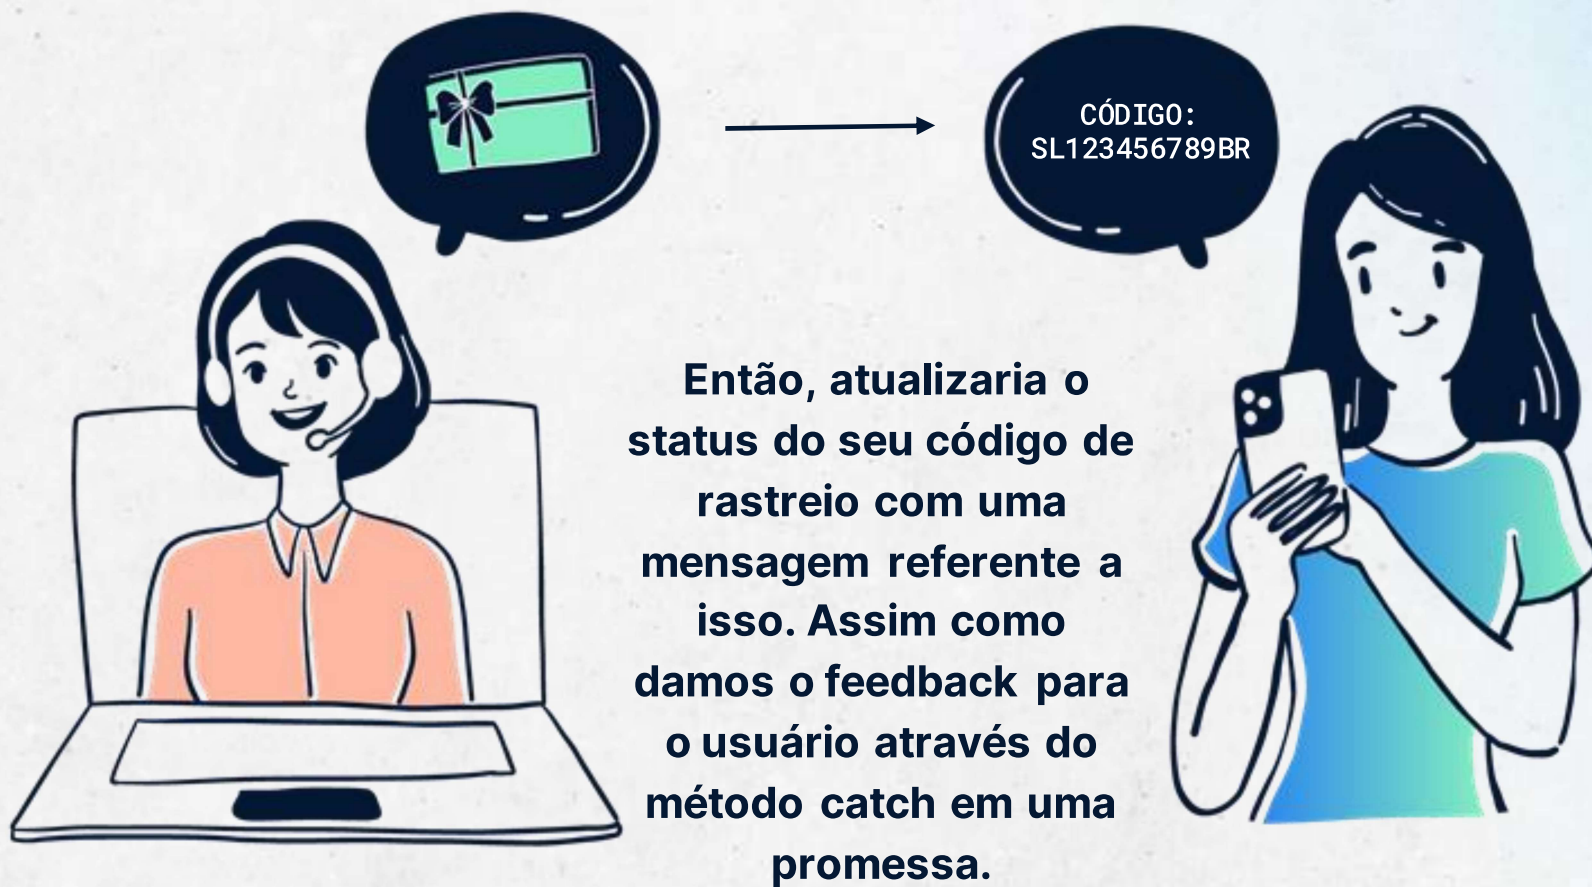 CÓDIGO:
SL123456789BR
Então, atualizaria o
status do seu código de
rastreio com uma
mensagem referente a
isso. Assim como
damos o feedback para
o usuário através do
método catch em uma
promessa.